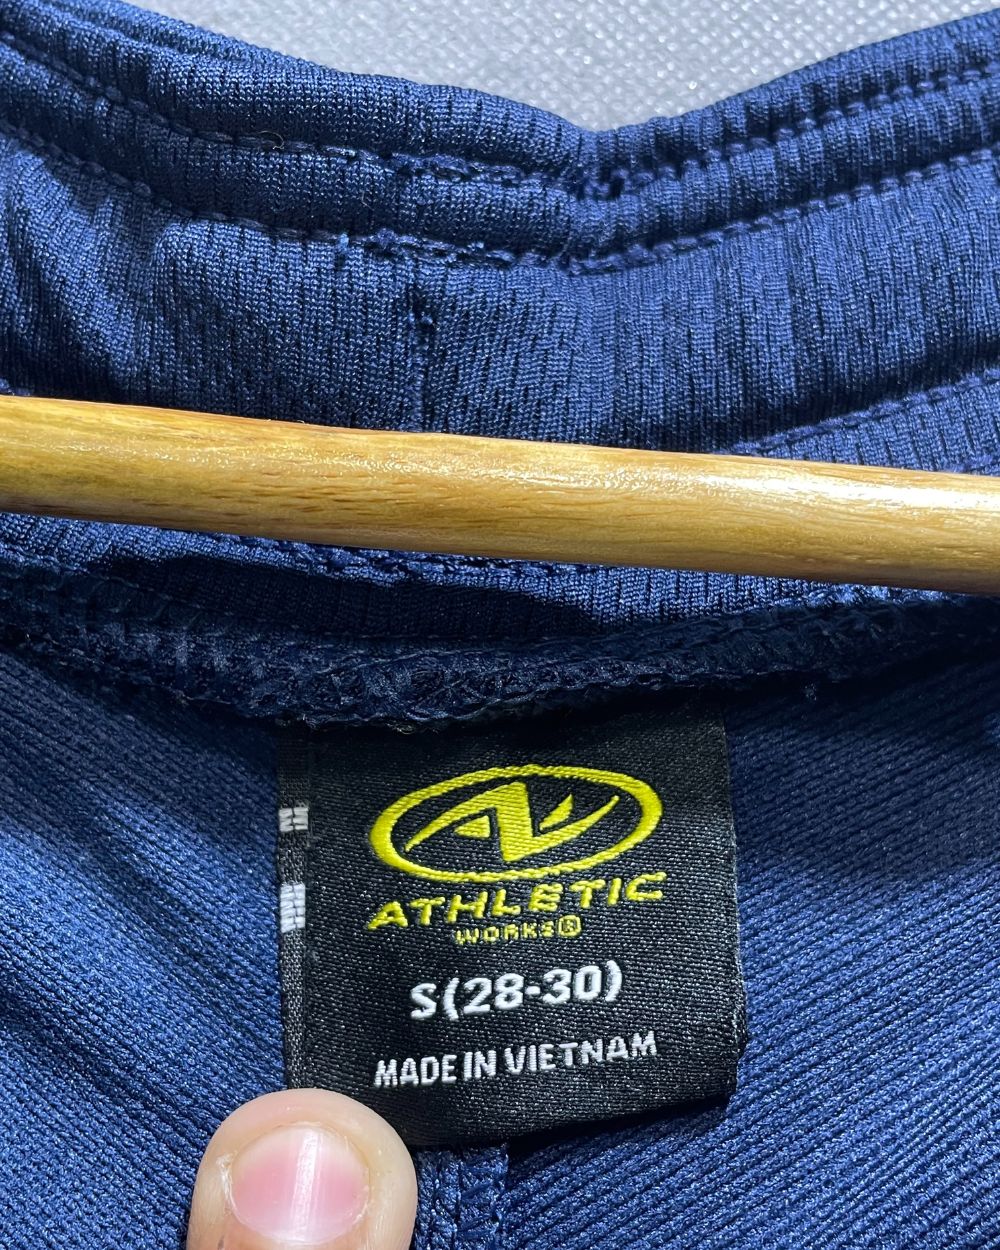 ATHLETIC
WORKS®
S(28-30)
MADE IN VIETNAM